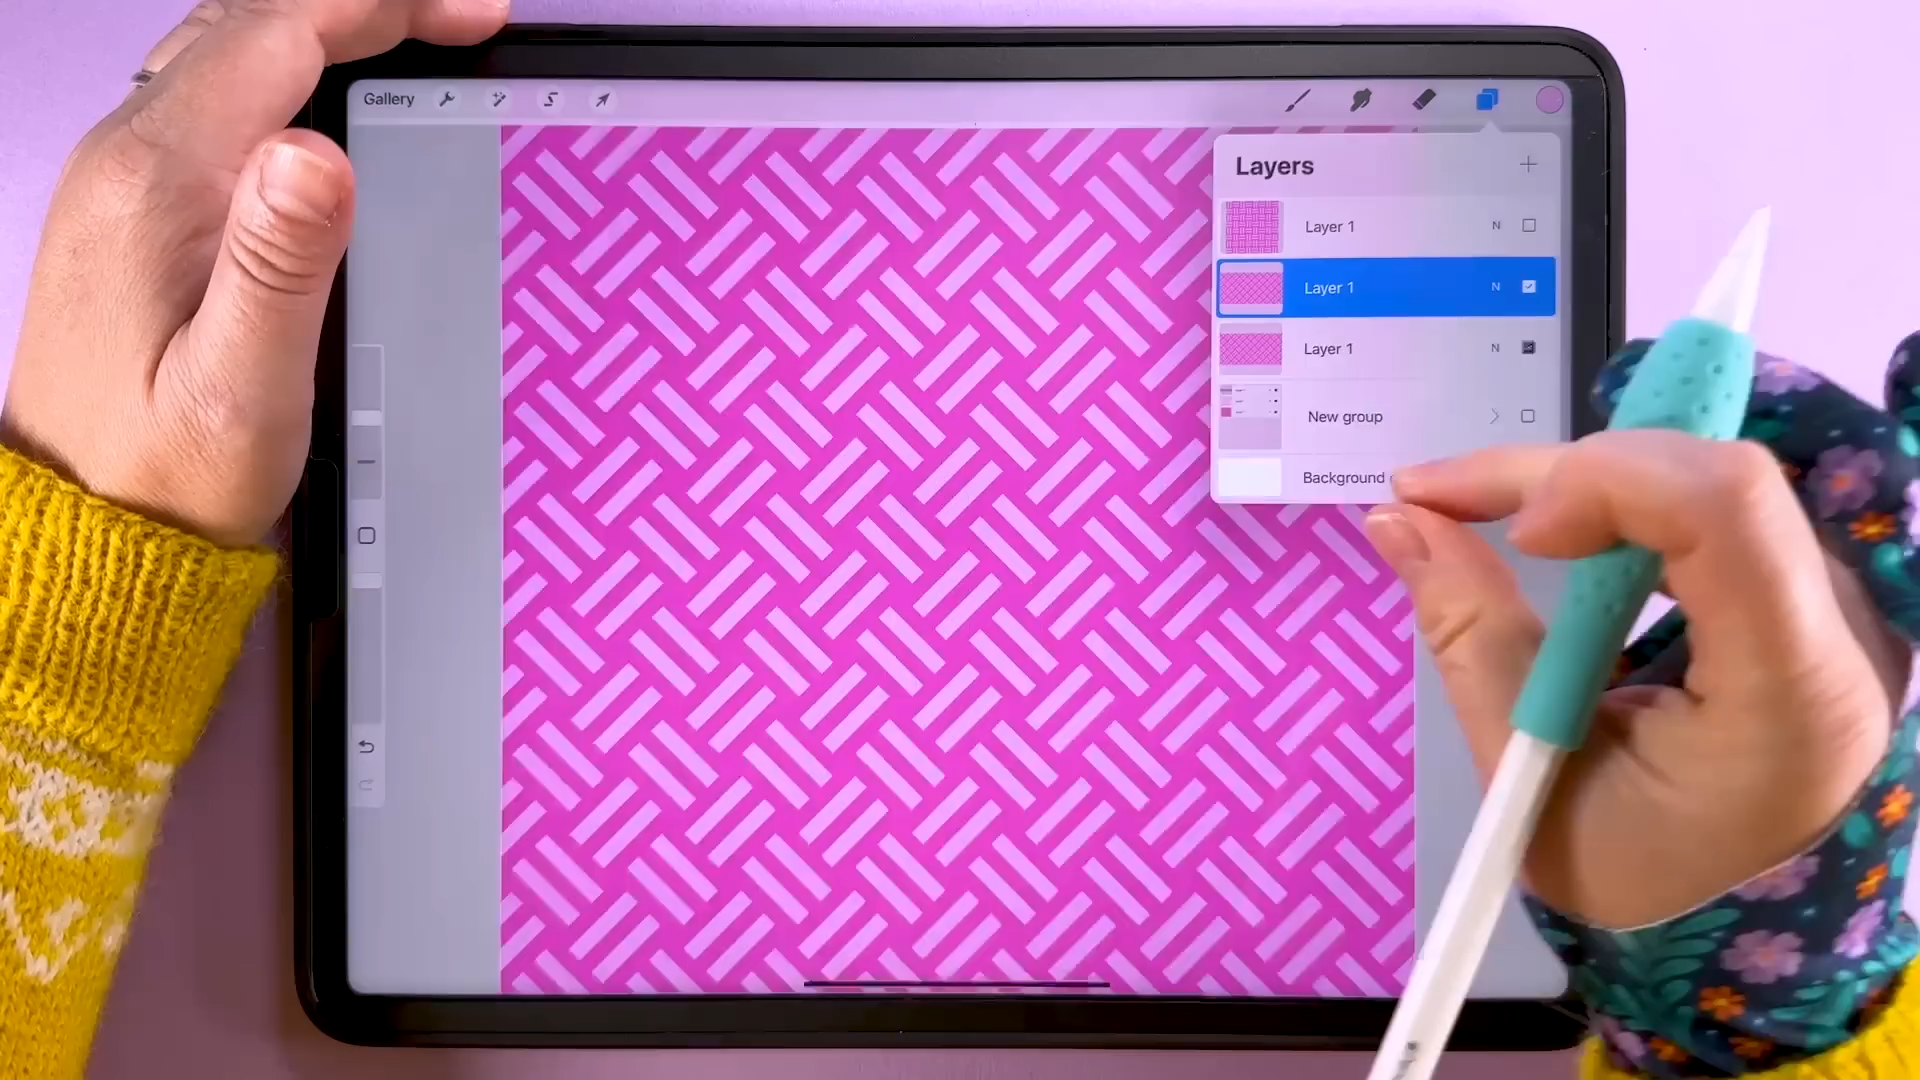 Gallery
Layers
Layer 1 N
Layer 1 N
Layer 1 N
New group
Background